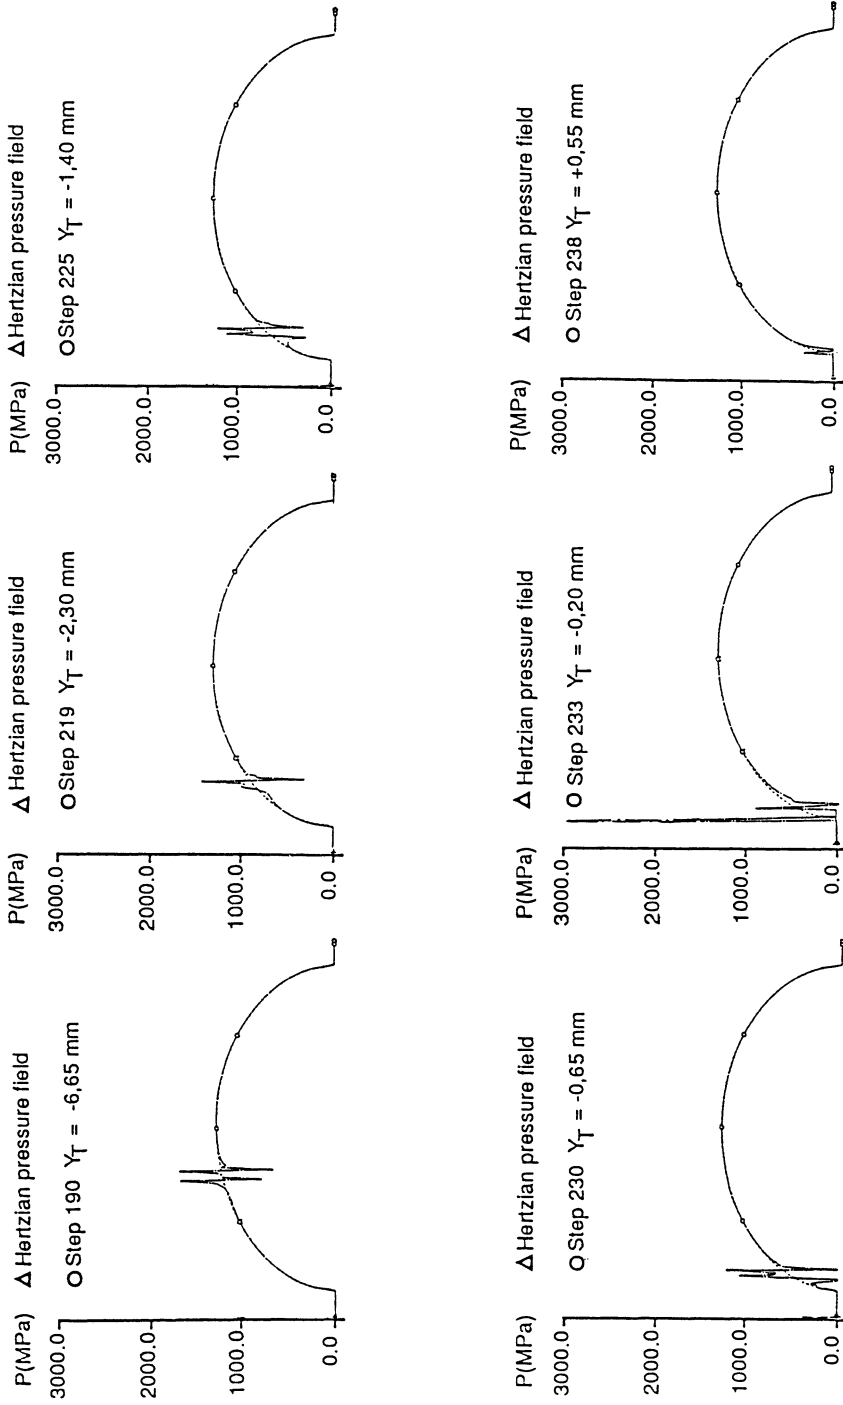 P(MPa) Δ Hertzian pressure field
O Step 190 Y_T = -6,65 mm
3000.0
2000.0
1000.0
0.0
P(MPa) Δ Hertzian pressure field
O Step 219 Y_T = -2,30 mm
3000.0
2000.0
1000.0
0.0
P(MPa) Δ Hertzian pressure field
O Step 225 Y_T = -1,40 mm
3000.0
2000.0
1000.0
0.0
P(MPa) Δ Hertzian pressure field
O Step 230 Y_T = -0,65 mm
3000.0
2000.0
1000.0
0.0
P(MPa) Δ Hertzian pressure field
O Step 233 Y_T = -0,20 mm
3000.0
2000.0
1000.0
0.0
P(MPa) Δ Hertzian pressure field
O Step 238 Y_T = +0,55 mm
3000.0
2000.0
1000.0
0.0